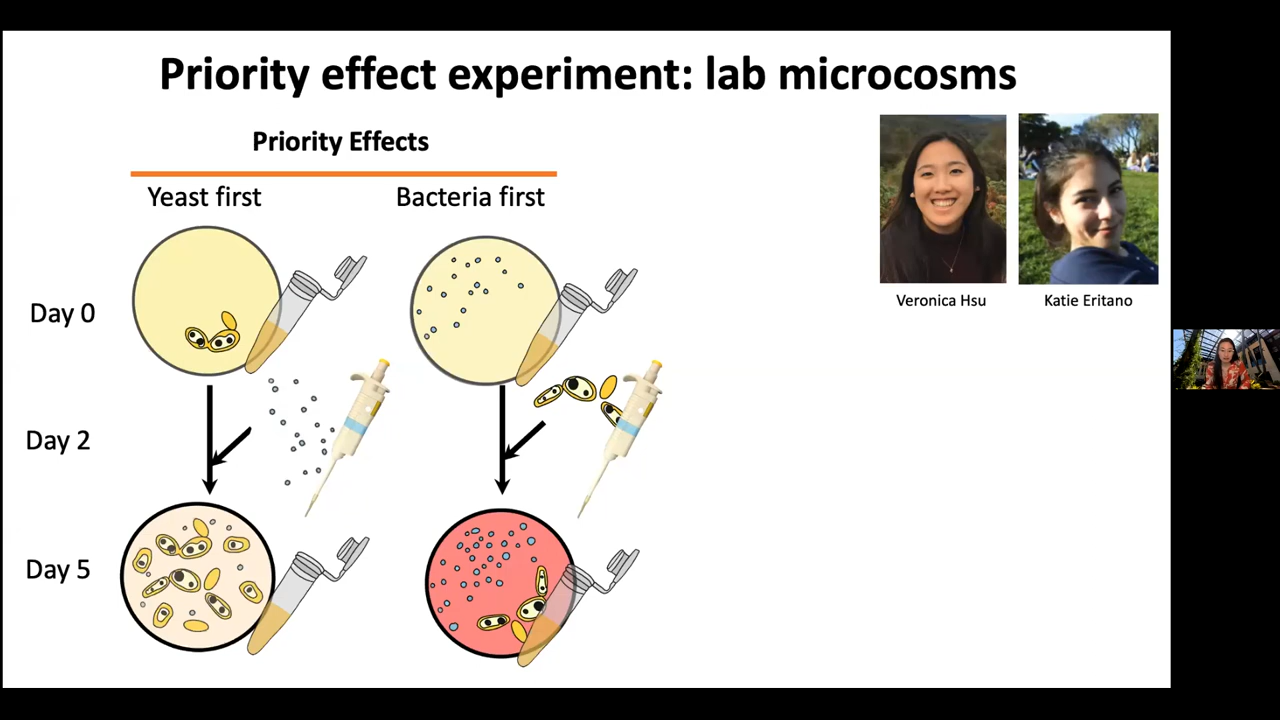 Priority effect experiment: lab microcosms
Priority Effects
Yeast first
Bacteria first
Veronica Hsu
Katie Eritano
Day 0
Day 2
Day 5